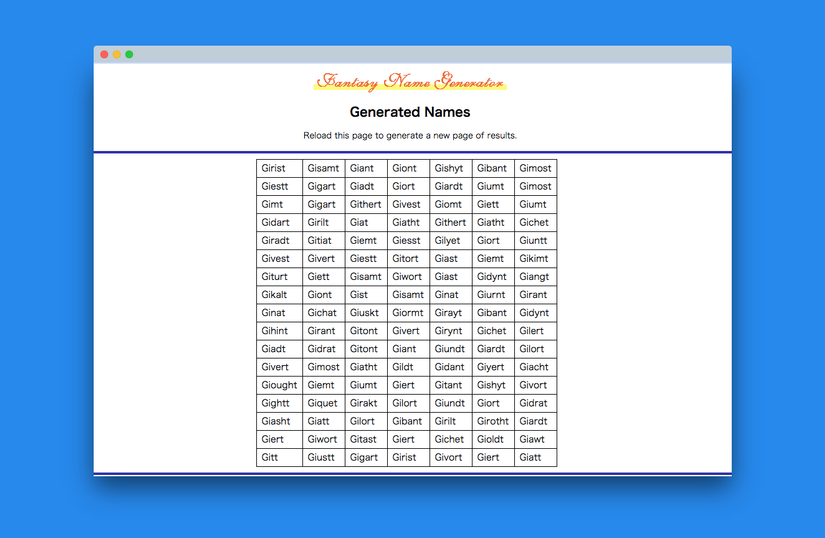 Fantasy Name Generator
Generated Names
Reload this page to generate a new page of results.
Girist Gisamt Giant Giont Gishyt Gibant Gimost
Giestt Gigart Giadt Giort Giardt Giumt Gimost
Gimt Gigart Githert Givest Giomt Giett Giumt
Gidart Girilt Giat Giatht Githert Giatht Gichet
Giradt Gitiat Giemt Giesst Gilyet Giort Giuntt
Givest Givert Giestt Gitort Giast Giemt Gikimt
Giturt Giett Gisamt Giwort Giast Gidynt Giangt
Gikalt Giont Gist Gisamt Ginat Giurnt Girant
Ginat Gichat Giuskt Giormt Girayt Gibant Gidynt
Gihint Girant Gitont Givert Girynt Gichet Gilert
Giadt Gidrat Gitont Giant Giundt Giardt Gilort
Givert Gimost Giatht Gildt Gidant Giyert Giacht
Giought Giemt Giumt Giert Gitant Gishyt Givort
Gightt Giquet Girakt Gilort Giundt Giort Gidrat
Giasht Giatt Gilort Gibant Girilt Girotht Giardt
Giert Giwort Gitast Giert Gichet Gioldt Giawt
Gitt Giustt Gigart Girist Givort Giert Giatt